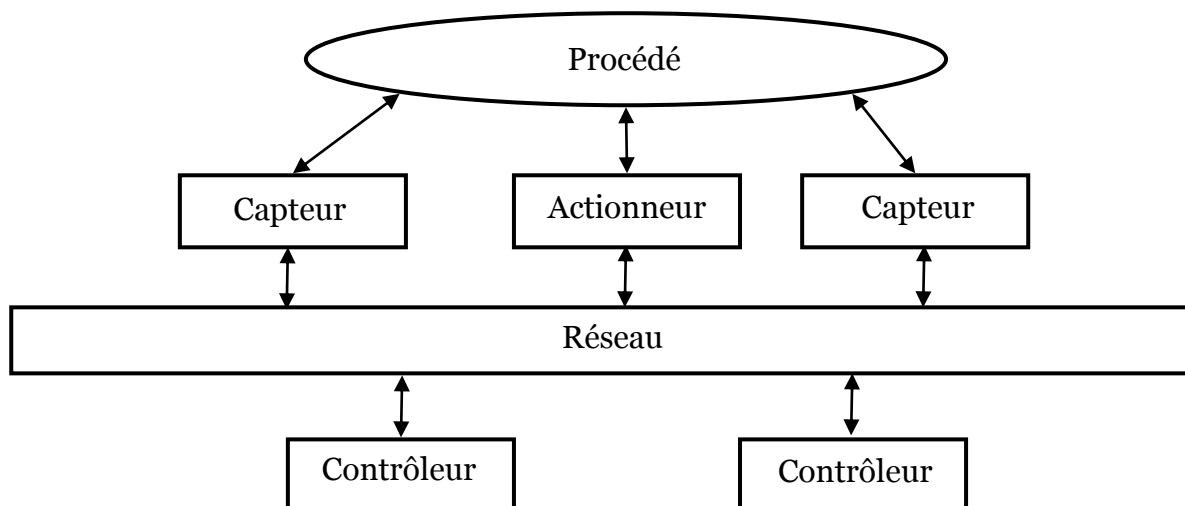 Procédé
Capteur
Actionneur
Capteur
Réseau
Contrôleur
Contrôleur